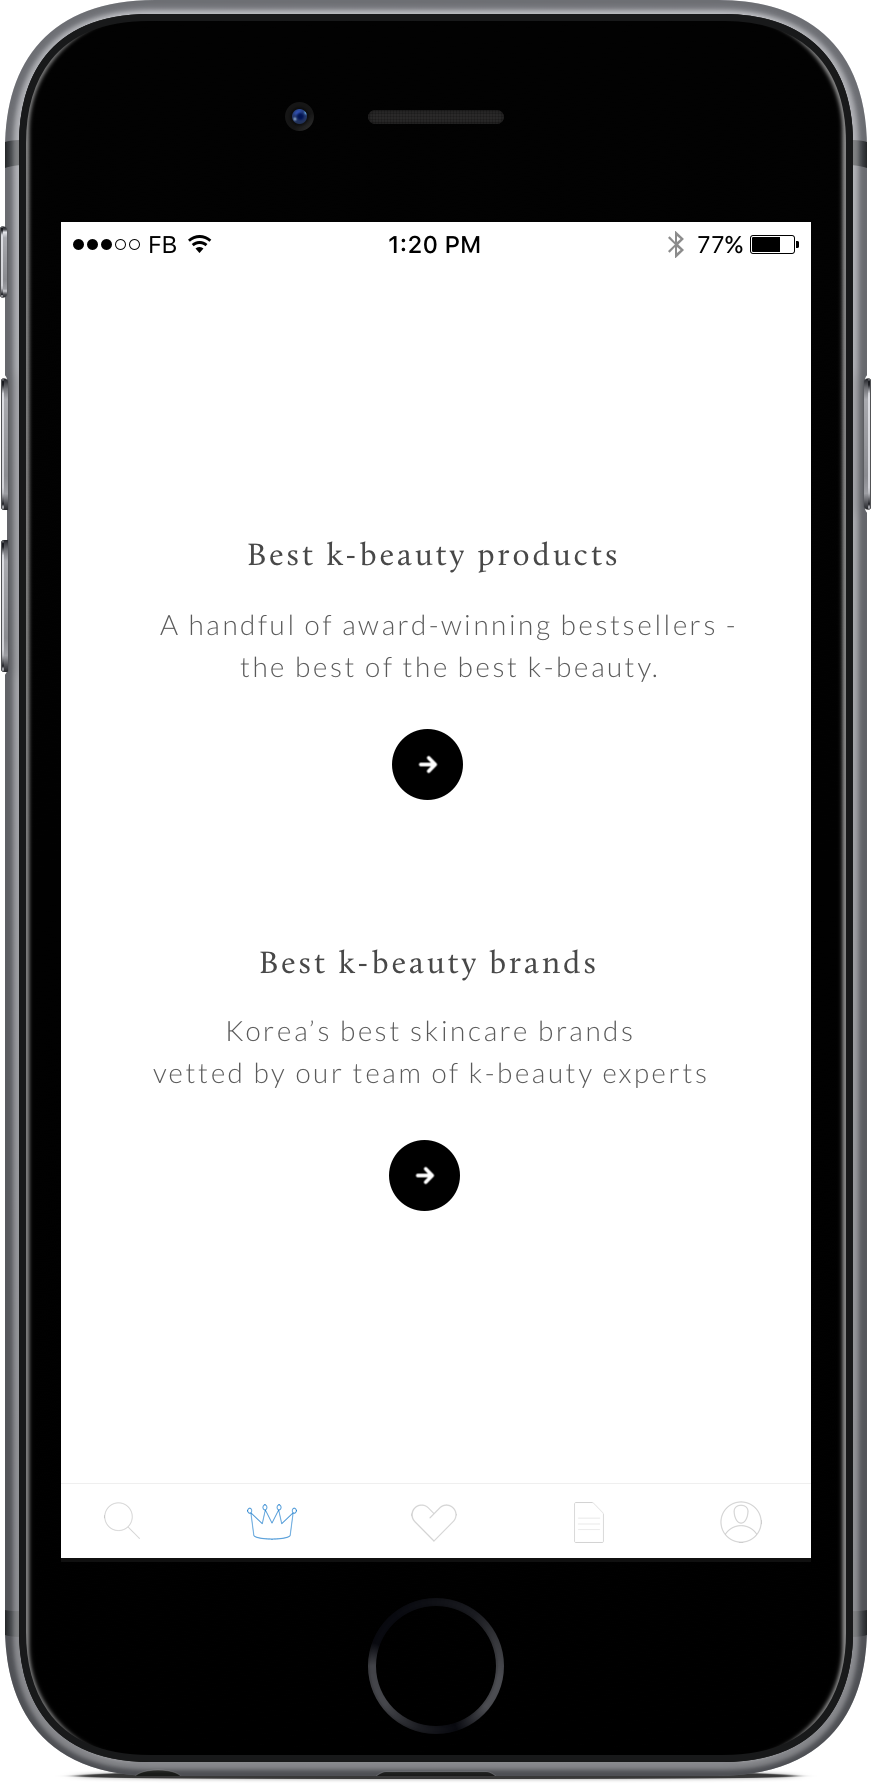 FB 1:20 PM 77%
Best k-beauty products
A handful of award-winning bestsellers -
the best of the best k-beauty.
Best k-beauty brands
Korea’s best skincare brands
vetted by our team of k-beauty experts